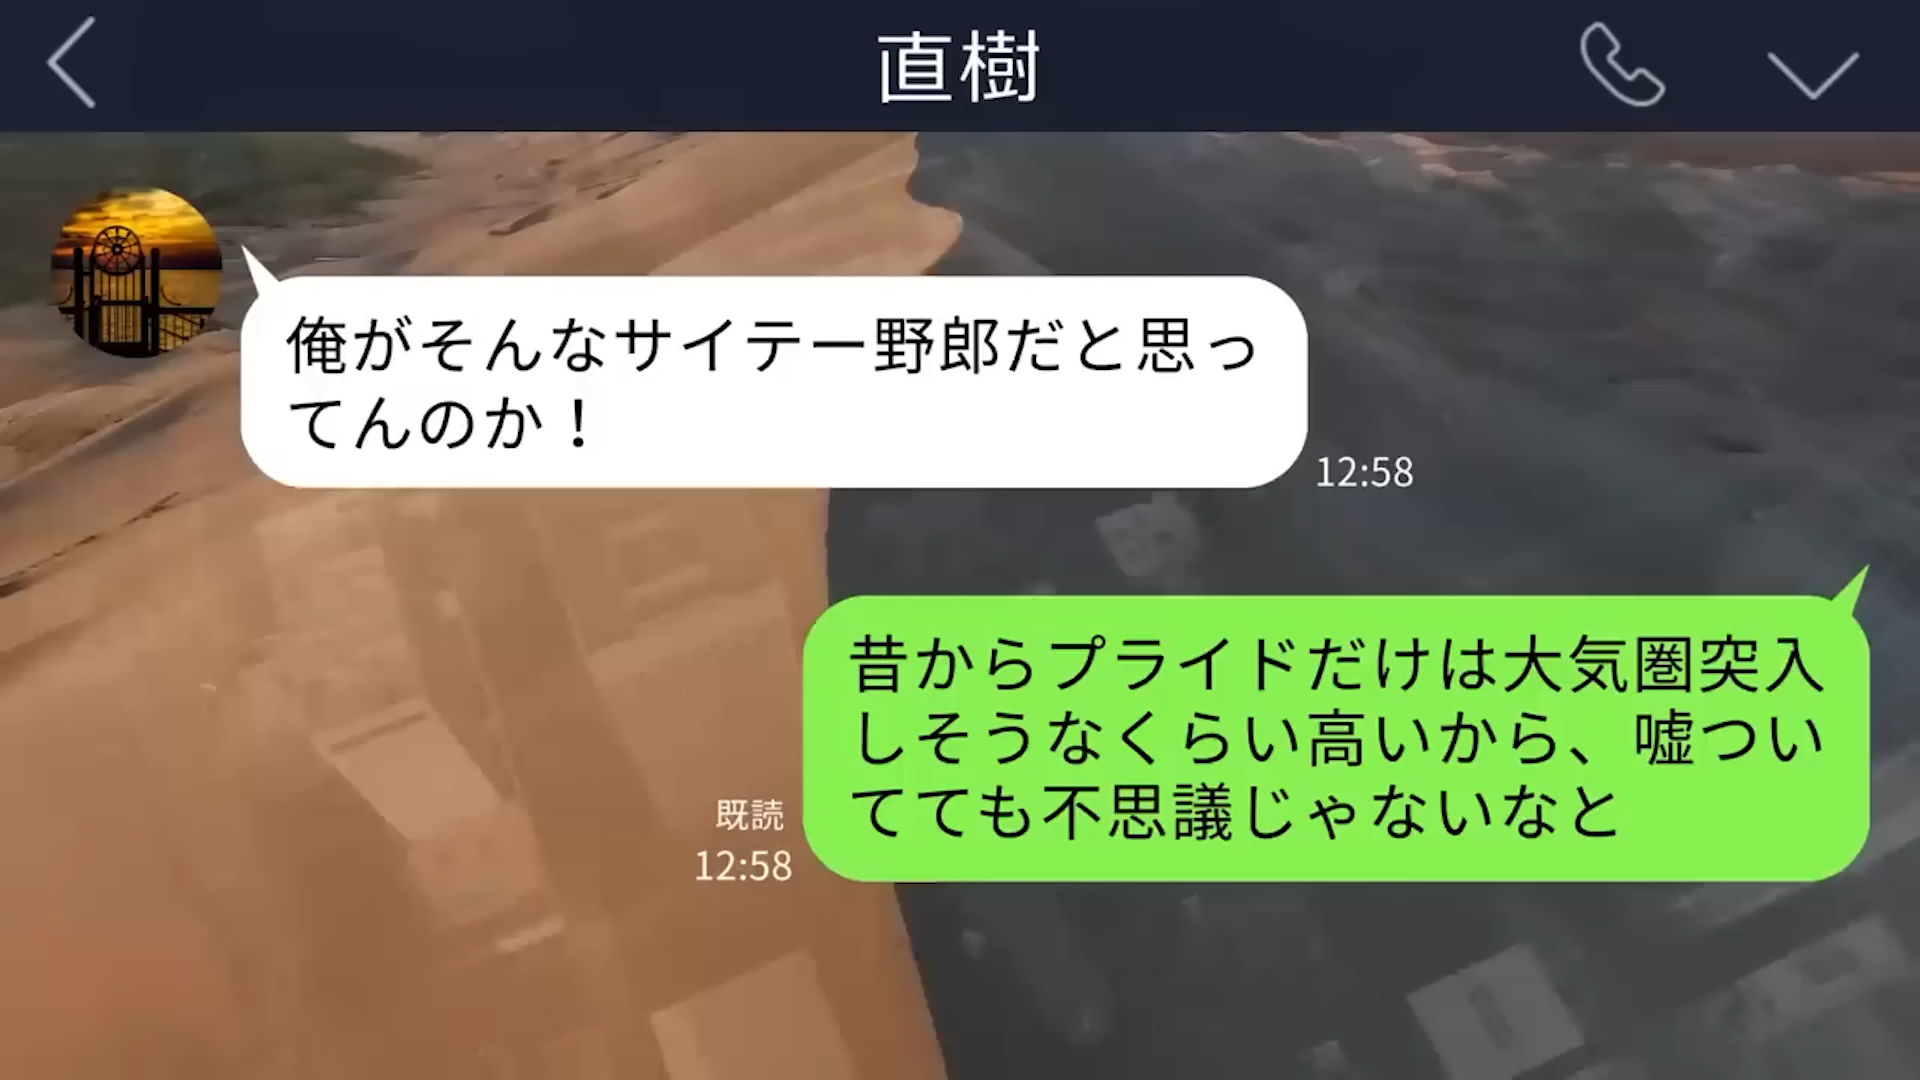 直樹
俺がそんなサイテー野郎だと思っ
てんのか！
12:58
昔からプライドだけは大気圏突入
しそうなくらい高いから、嘘つい
てても不思議じゃないなと
既読
12:58